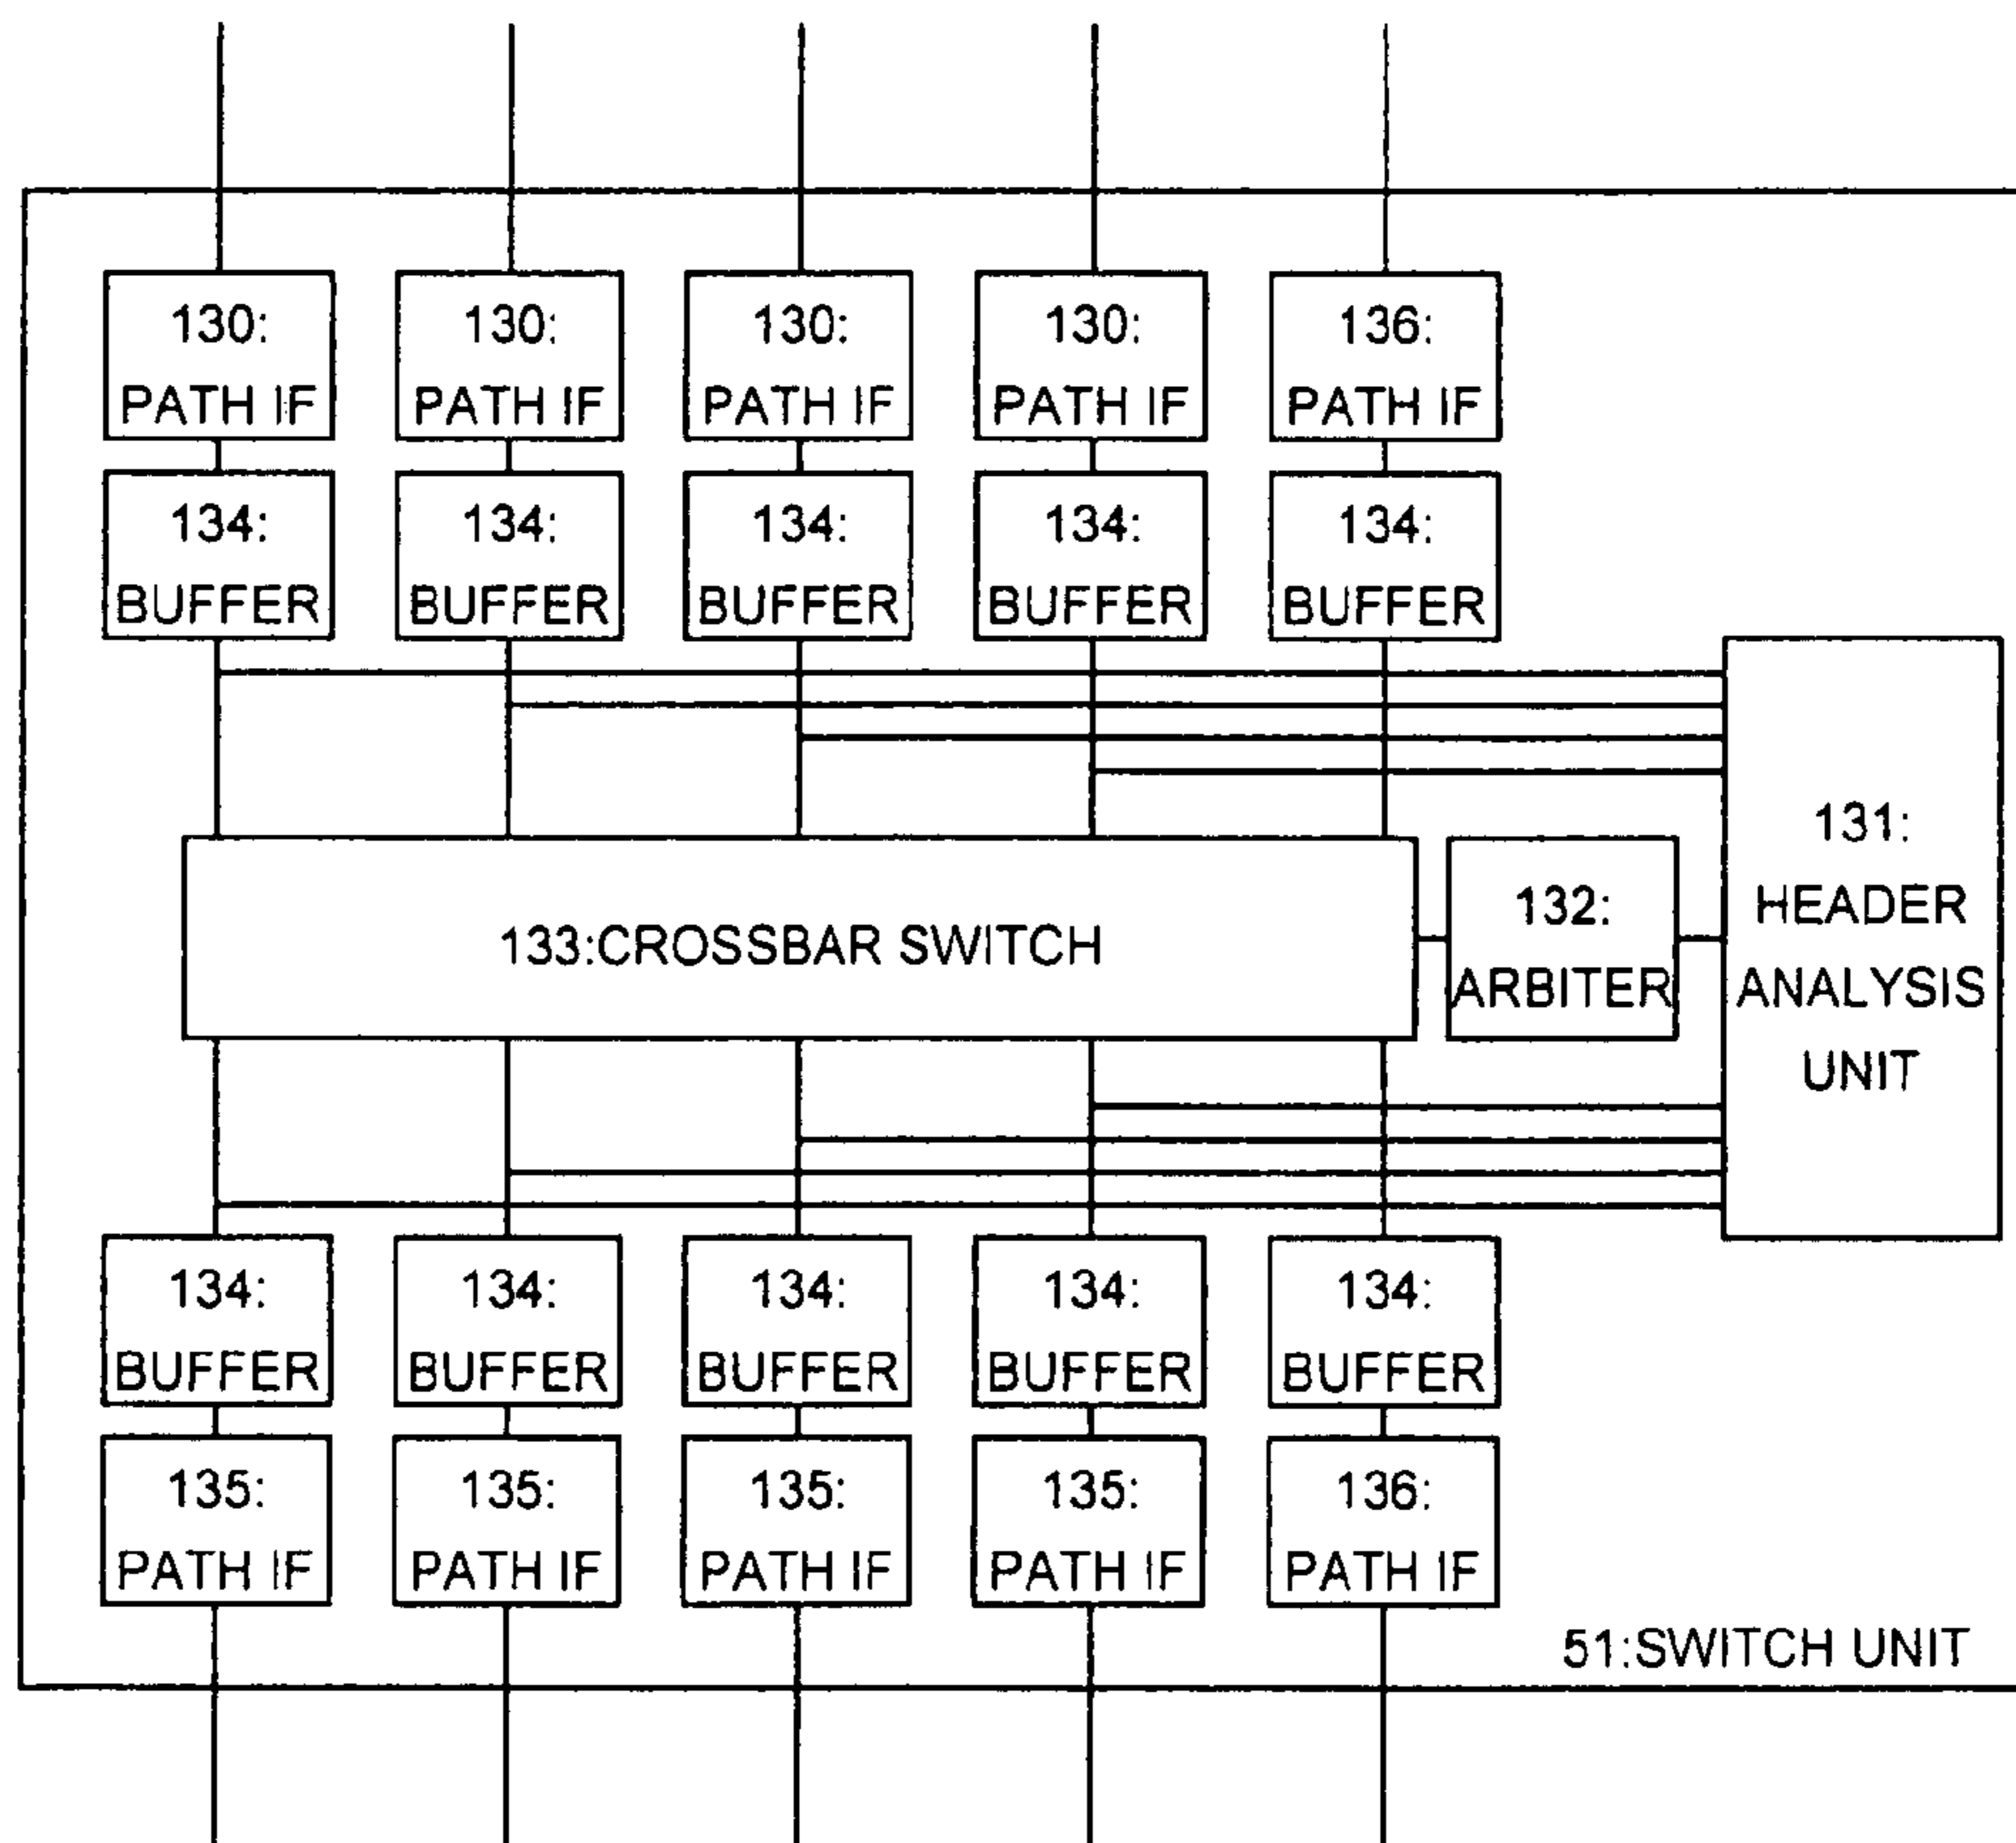 130:
PATH IF
130:
PATH IF
130:
PATH IF
130:
PATH IF
136:
PATH IF
134:
BUFFER
134:
BUFFER
134:
BUFFER
134:
BUFFER
134:
BUFFER
131:
HEADER
ANALYSIS
UNIT
132:
ARBITER
133:CROSSBAR SWITCH
134:
BUFFER
134:
BUFFER
134:
BUFFER
134:
BUFFER
134:
BUFFER
135:
PATH IF
135:
PATH IF
135:
PATH IF
135:
PATH IF
136:
PATH IF
51:SWITCH UNIT